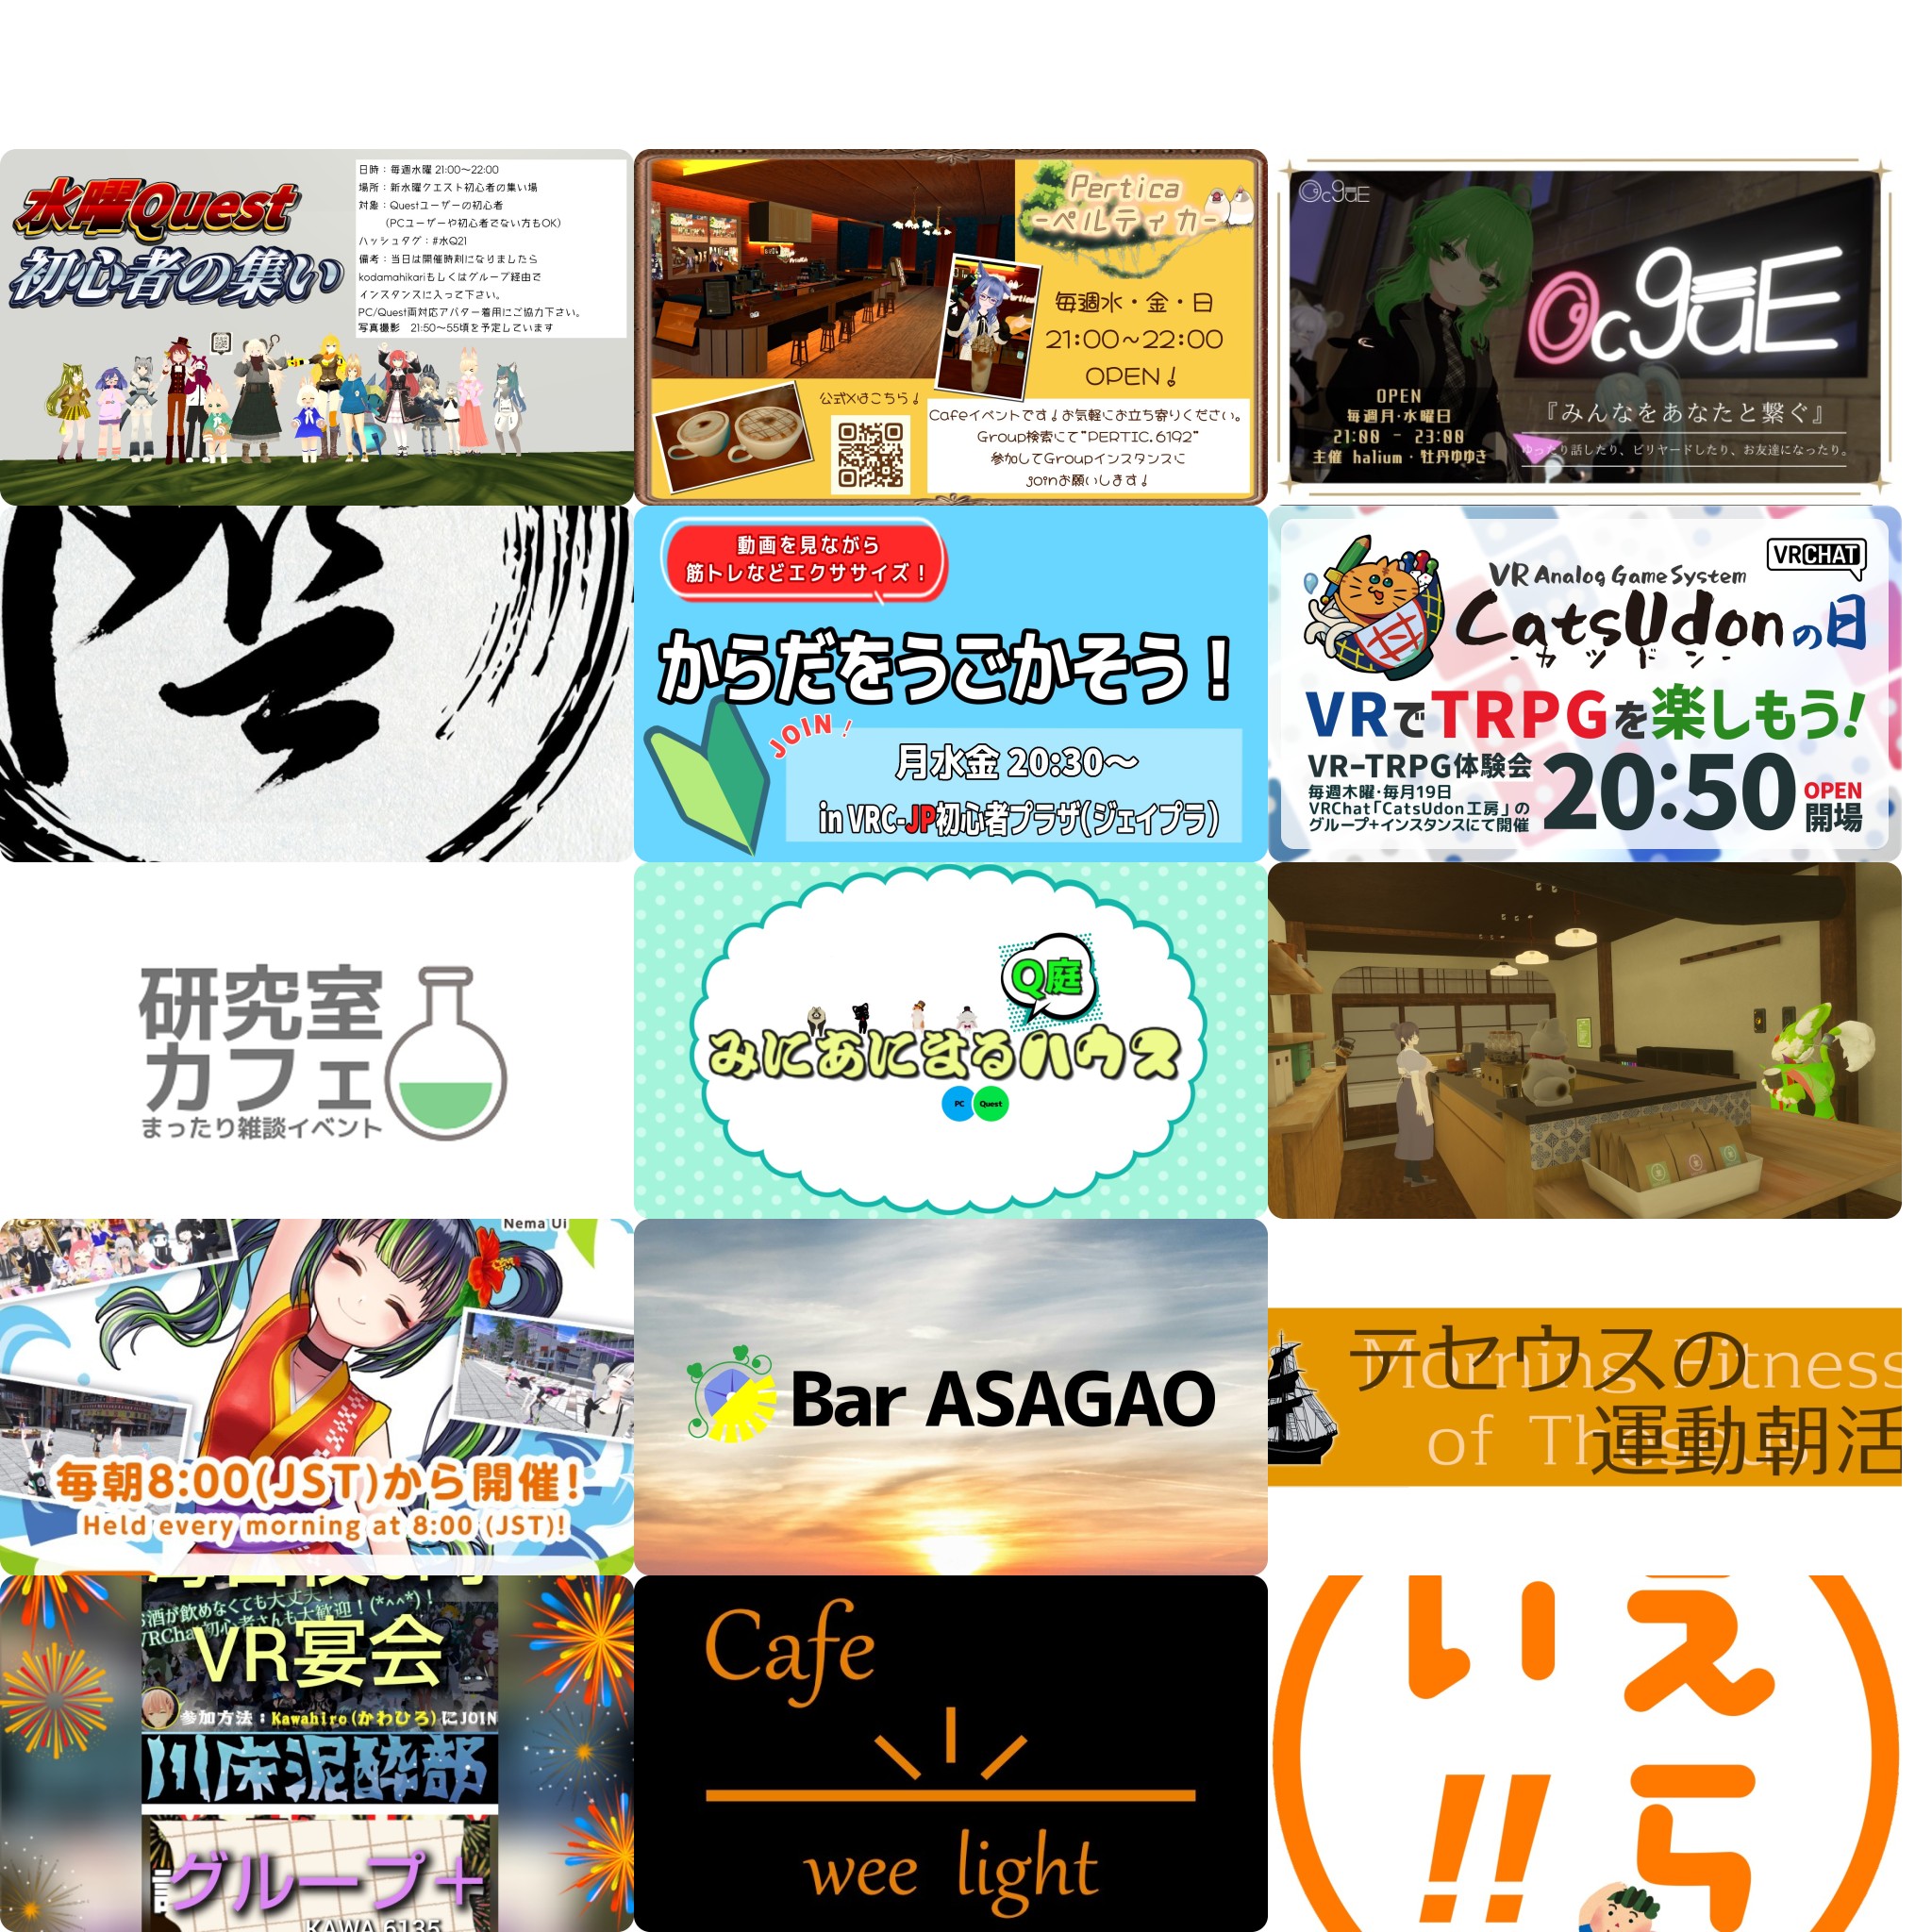 水曜Quest
初心者の集い
日時：毎週水曜 21:00～22:00
場所：新水曜クエスト初心者の集い場
対象：Questユーザーの初心者
（PCユーザーや初心者でない方もOK）
ハッシュタグ：#水Q21
備考：当日は開催時刻になりましたら
kodamahikariもしくはグループ経由で
インスタンスに入って下さい。
PC/Quest両対応アバター着用にご協力下さい。
写真撮影　21:50～55頃を予定しています
Pertica
-ペルティカ-
毎週水・金・日
21:00～22:00
OPEN！
公式Xはこちら！
Cafeイベントです！お気軽にお立ち寄りください。
Group検索にて"PERTIC.6192"
参加してGroupインスタンスに
joinお願いします！
OcguE
OcguE
OPEN
毎週月・水曜日
21:00 - 23:00
主催 halium・牡丹ゆゆき
『みんなをあなたと繋ぐ』
ゆったり話したり、ビリヤードしたり、お友達になったり。
動画を見ながら
筋トレなどエクササイズ！
からだをうごかそう！
JOIN！
月水金 20:30～
in VRC-JP初心者プラザ(ジェイプラ)
VRCHAT
VR Analog Game System
CatsUdonの日
-カツドン-
VRでTRPGを楽しもう!
VR-TRPG体験会
毎週木曜・毎月19日
VRChat「CatsUdon工房」の
グループ+インスタンスにて開催
20:50
OPEN
開場
研究室
カフェ
まったり雑談イベント
Q庭
みにあにまるハウス
PC
Quest
Nema Ui
毎朝8:00(JST)から開催!
Held every morning at 8:00 (JST)!
Bar ASAGAO
テセウスの
Morning Fitness
of Theseus
運動朝活
お酒が飲めなくても大丈夫！
VRChat初心者さんも大歓迎！(*^^*)！
VR宴会
参加方法：Kawahiro(かわひろ)にJOIN
川床泥酔部
グループ+
KAWA.6135
Cafe
wee light
いえ
!!ら